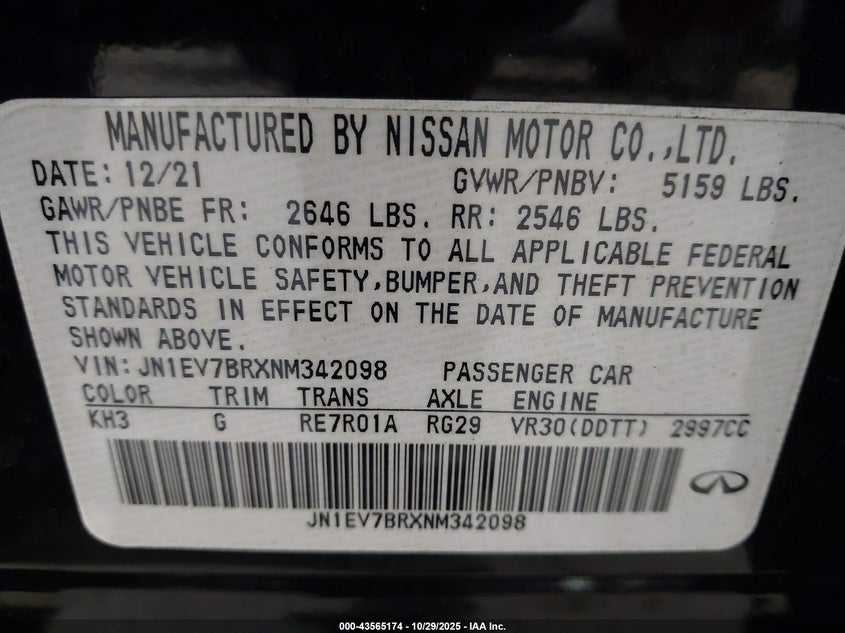 MANUFACTURED BY NISSAN MOTOR CO.,LTD.
DATE: 12/21 GVWR/PNBV: 5159 LBS.
GAWR/PNBE FR: 2646 LBS. RR: 2546 LBS.
THIS VEHICLE CONFORMS TO ALL APPLICABLE FEDERAL
MOTOR VEHICLE SAFETY,BUMPER,AND THEFT PREVENTION
STANDARDS IN EFFECT ON THE DATE OF MANUFACTURE
SHOWN ABOVE.
VIN:JN1EV7BRXNM342098 PASSENGER CAR
COLOR TRIM TRANS AXLE ENGINE
KH3 G RE7R01A RG29 VR30(DDTT) 2997CC
JN1EV7BRXNM342098
000-43565174 - 10/29/2025 - IAA Inc.